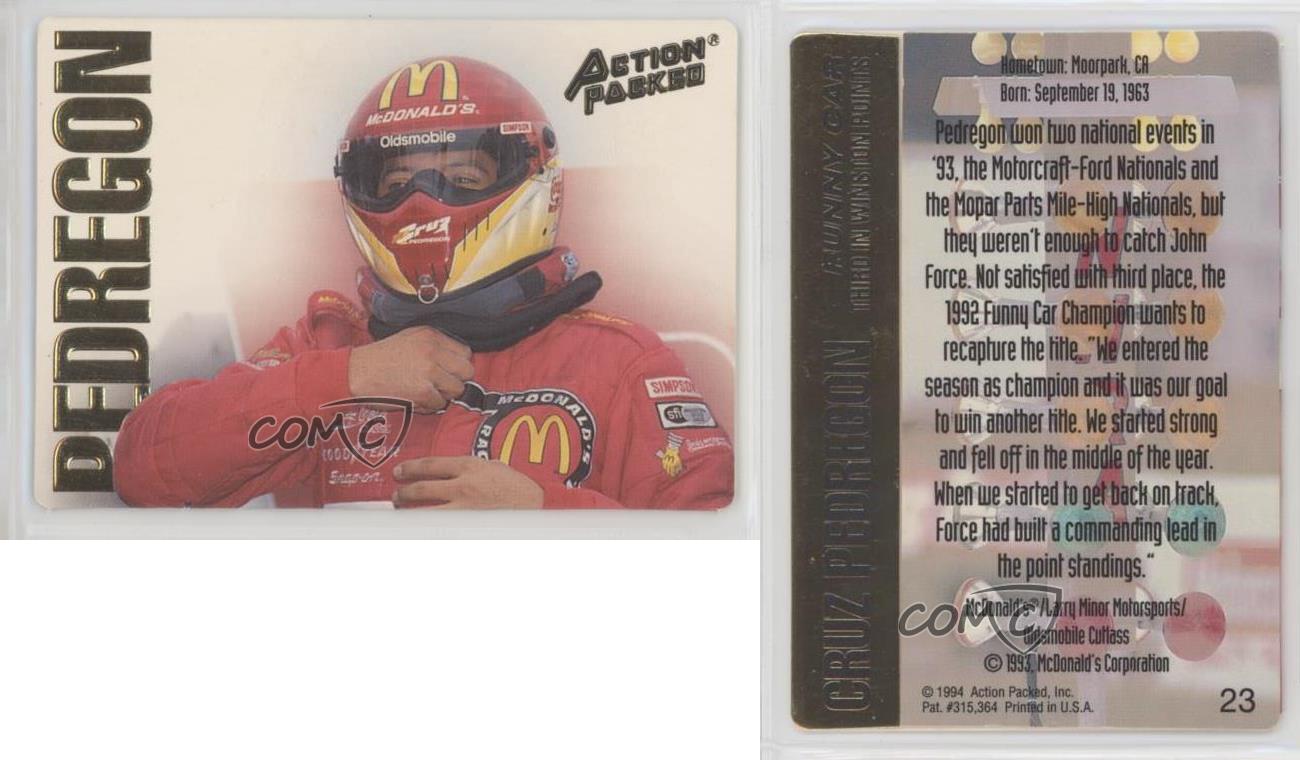 PEDREGON
ACTION PACKED®
McDONALD'S®
Oldsmobile
SIMPSON
Cruz
PEDREGON
McDONALD'S
RAC
SIMPSON
sfi
GOODYEAR
Snap-on
COMC
CRUZ PEDREGON
FUNNY CAR
THIRD IN WINSTON POINTS
Hometown: Moorpark, CA
Born: September 19, 1963
Pedregon won two national events in
'93, the Motorcraft-Ford Nationals and
the Mopar Parts Mile-High Nationals, but
they weren't enough to catch John
Force. Not satisfied with third place, the
1992 Funny Car Champion wants to
recapture the title. "We entered the
season as champion and it was our goal
to win another title. We started strong
and fell off in the middle of the year.
When we started to get back on track,
Force had built a commanding lead in
the point standings."
McDonald's®/Larry Minor Motorsports/
Oldsmobile Cutlass
© 1993, McDonald's Corporation
© 1994 Action Packed, Inc.
Pat. #315,364 Printed in U.S.A.
23
COMC